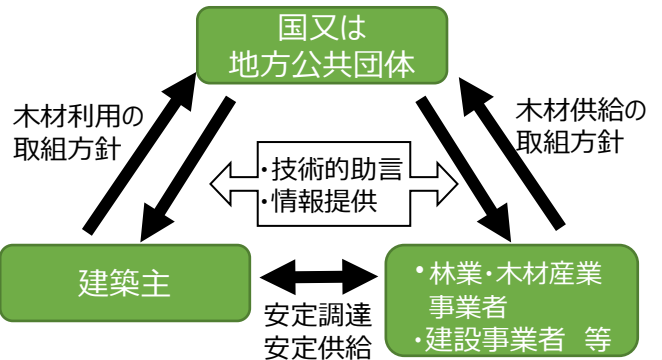 国又は
地方公共団体
木材利用の
取組方針
木材供給の
取組方針
・技術的助言
・情報提供
建築主
・林業・木材産業
事業者
・建設事業者 等
安定調達
安定供給